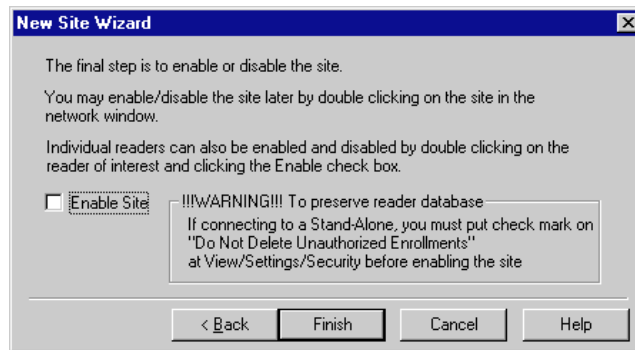 New Site Wizard
The final step is to enable or disable the site.
You may enable/disable the site later by double clicking on the site in the
network window.
Individual readers can also be enabled and disabled by double clicking on the
reader of interest and clicking the Enable check box.
Enable Site
!!!WARNING!!! To preserve reader database
If connecting to a Stand-Alone, you must put check mark on
"Do Not Delete Unauthorized Enrollments"
at View/Settings/Security before enabling the site
< Back
Finish
Cancel
Help